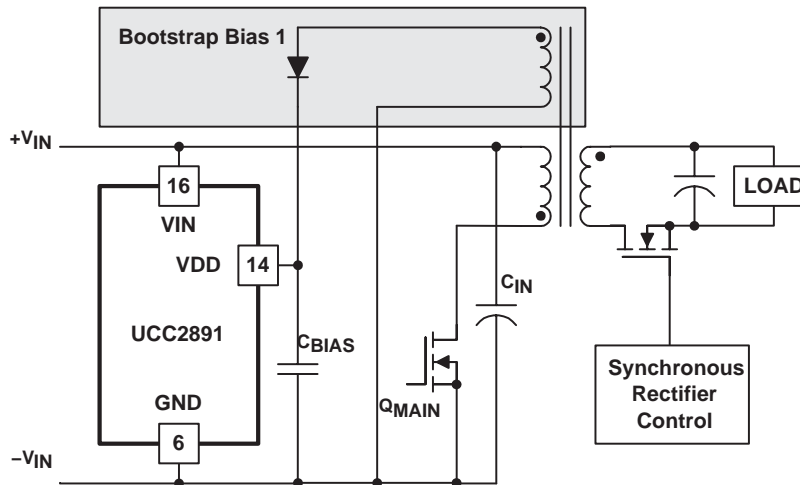 Bootstrap Bias 1
+VIN
16
VIN
VDD
14
LOAD
CIN
UCC2891
CBIAS
QMAIN
GND
6
−VIN
Synchronous
Rectifier
Control